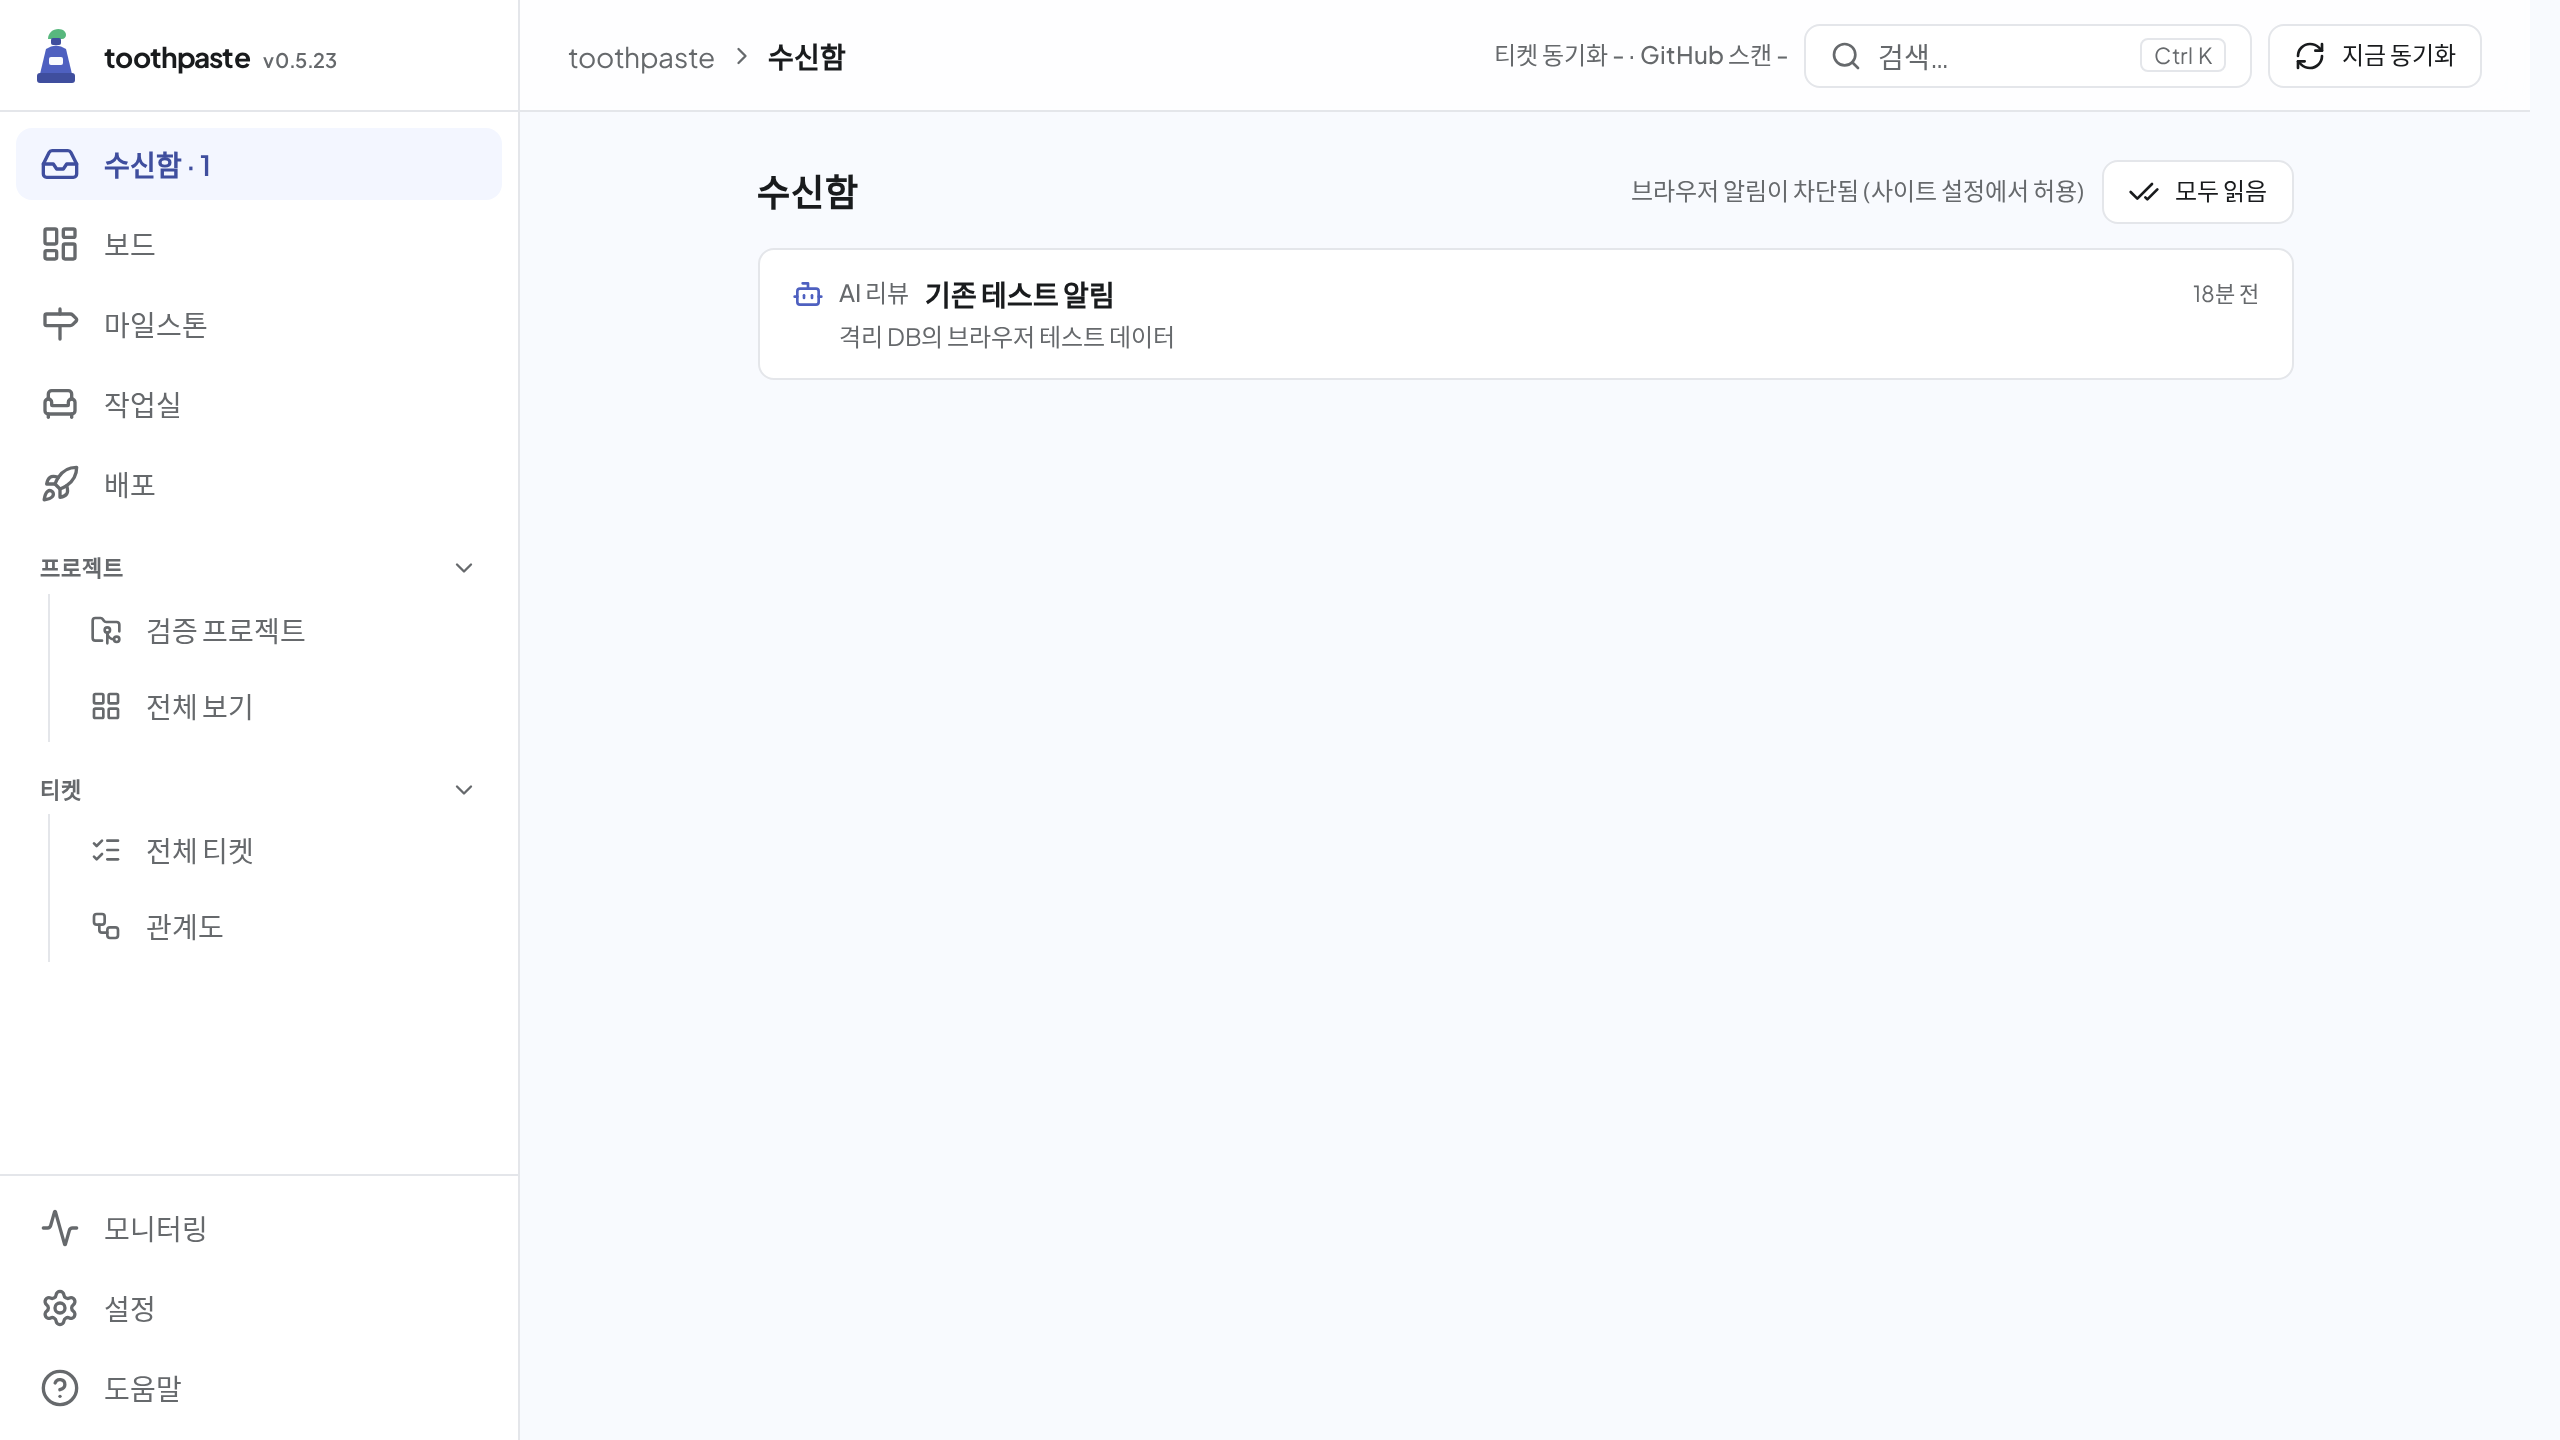 toothpaste v0.5.23
toothpaste > 수신함
티켓 동기화 - · GitHub 스캔 -
검색...
Ctrl K
지금 동기화
수신함 · 1
보드
마일스톤
작업실
배포
프로젝트
검증 프로젝트
전체 보기
티켓
전체 티켓
관계도
모니터링
설정
도움말
수신함
브라우저 알림이 차단됨 (사이트 설정에서 허용)
모두 읽음
AI 리뷰 기존 테스트 알림
18분 전
격리 DB의 브라우저 테스트 데이터